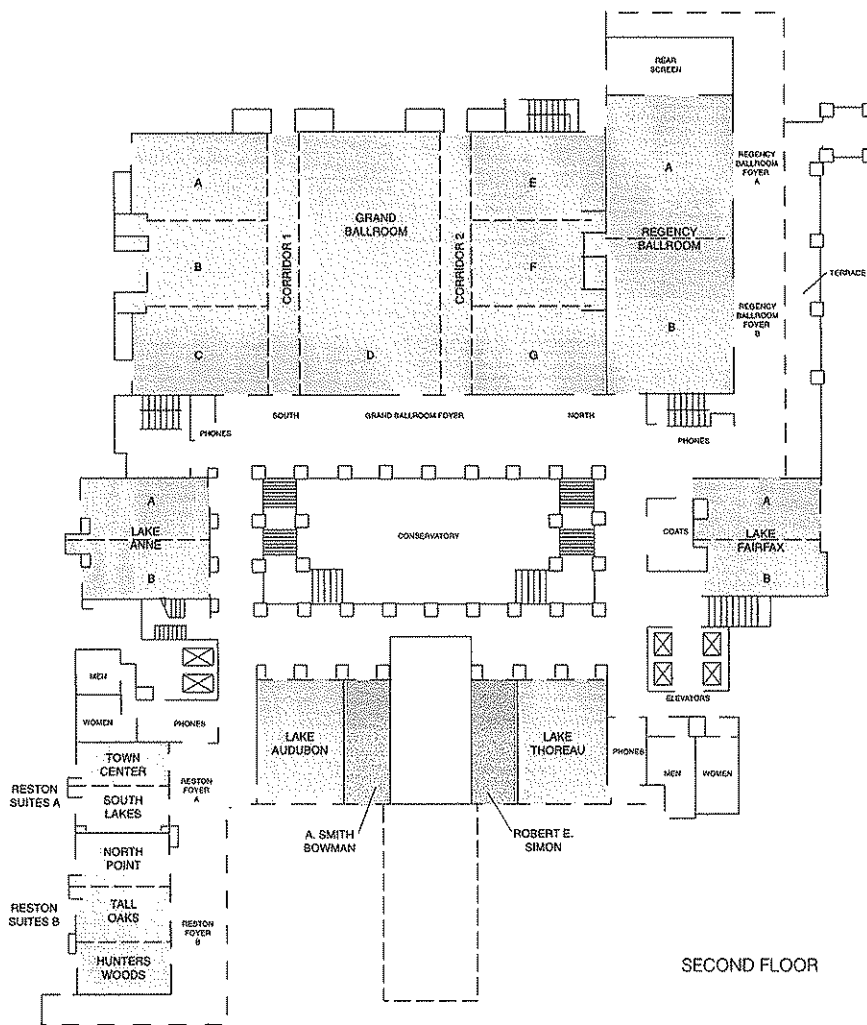 REAR
SCREEN
A
E
A
REGENCY
BALLROOM
FOYER
A
GRAND
BALLROOM
CORRIDOR 1
CORRIDOR 2
REGENCY
BALLROOM
B
F
TERRACE
REGENCY
BALLROOM
FOYER
B
C
D
G
B
SOUTH
GRAND BALLROOM FOYER
NORTH
PHONES
PHONES
A
LAKE
ANNE
B
CONSERVATORY
COATS
A
LAKE
FAIRFAX
B
MEN
WOMEN
PHONES
ELEVATORS
LAKE
AUDUBON
LAKE
THOREAU
PHONES
MEN
WOMEN
TOWN
CENTER
RESTON
SUITES A
RESTON
FOYER
A
SOUTH
LAKES
A. SMITH
BOWMAN
ROBERT E.
SIMON
NORTH
POINT
RESTON
SUITES B
TALL
OAKS
RESTON
FOYER
B
HUNTERS
WOODS
SECOND FLOOR